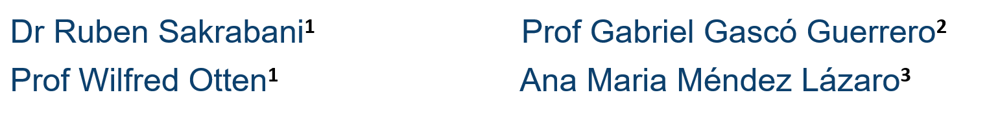 Dr Ruben Sakrabani¹ Prof Gabriel Gascó Guerrero²
Prof Wilfred Otten¹ Ana Maria Méndez Lázaro³